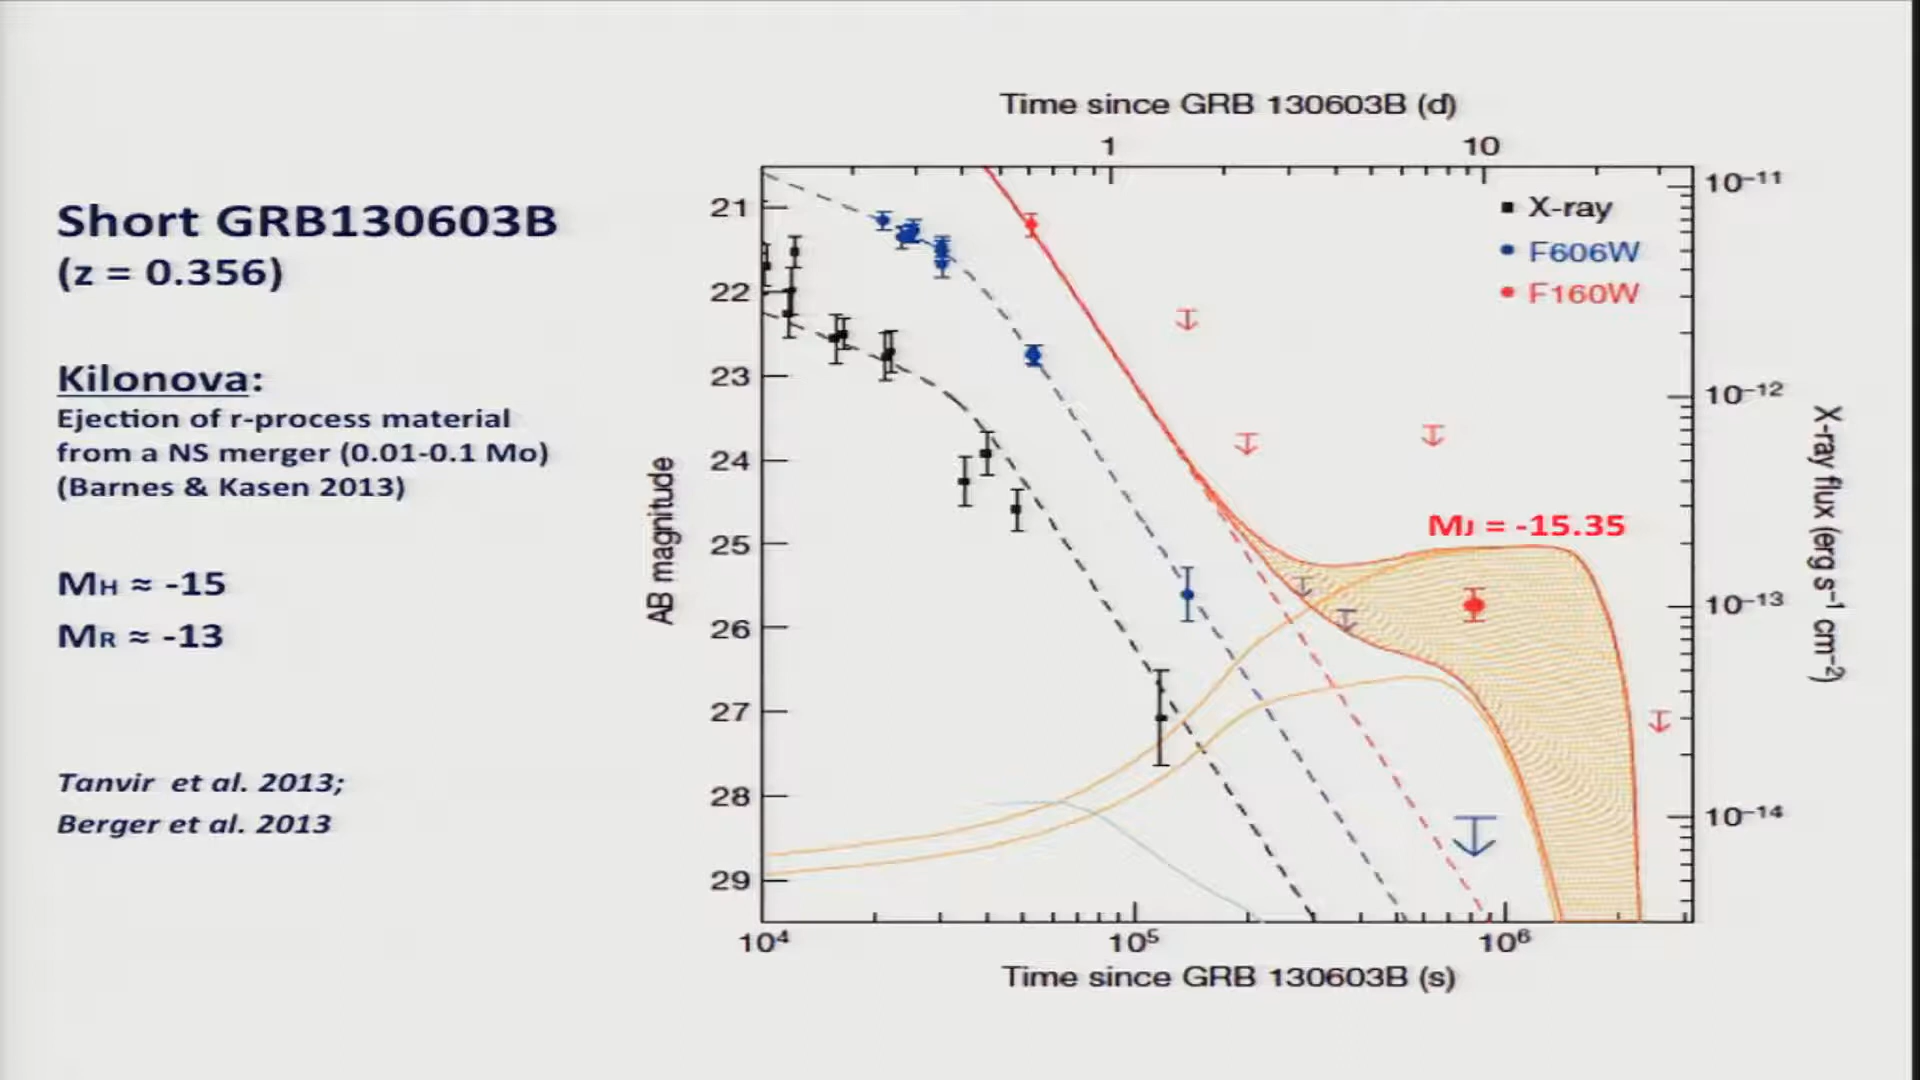 Short GRB130603B
(z = 0.356)
Kilonova:
Ejection of r-process material
from a NS merger (0.01-0.1 Mo)
(Barnes & Kasen 2013)
MH ≈ -15
MR ≈ -13
Tanvir et al. 2013;
Berger et al. 2013
Time since GRB 130603B (d)
1 10
X-ray
F606W
F160W
MJ = -15.35
AB magnitude
21
22
23
24
25
26
27
28
29
10⁻¹¹
10⁻¹²
10⁻¹³
10⁻¹⁴
X-ray flux (erg s⁻¹ cm⁻²)
10⁴ 10⁵ 10⁶
Time since GRB 130603B (s)